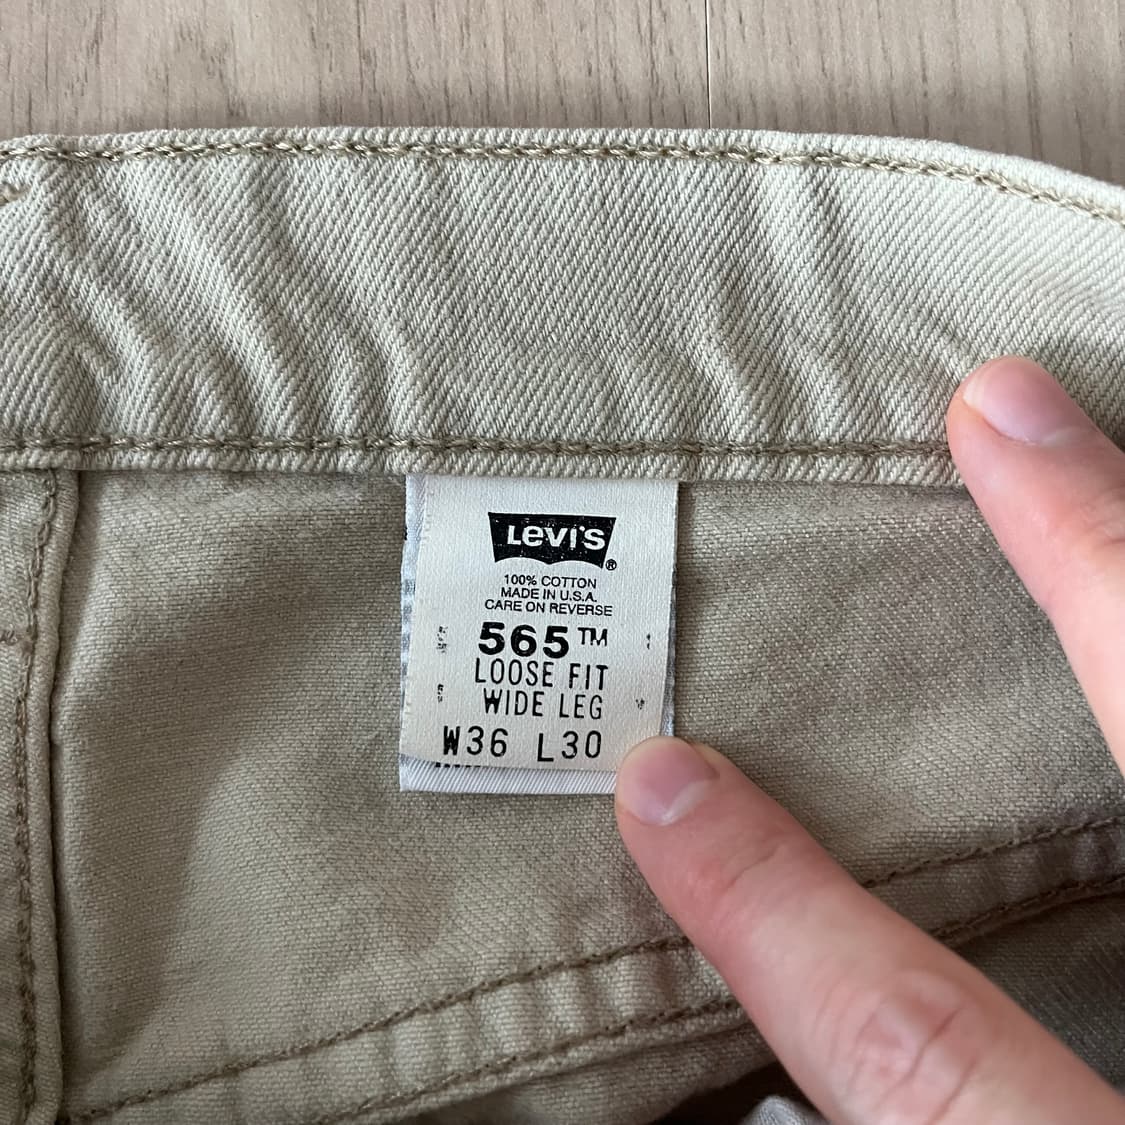 Levi's®
100% COTTON
MADE IN U.S.A.
CARE ON REVERSE
565™
LOOSE FIT
WIDE LEG
W36 L30